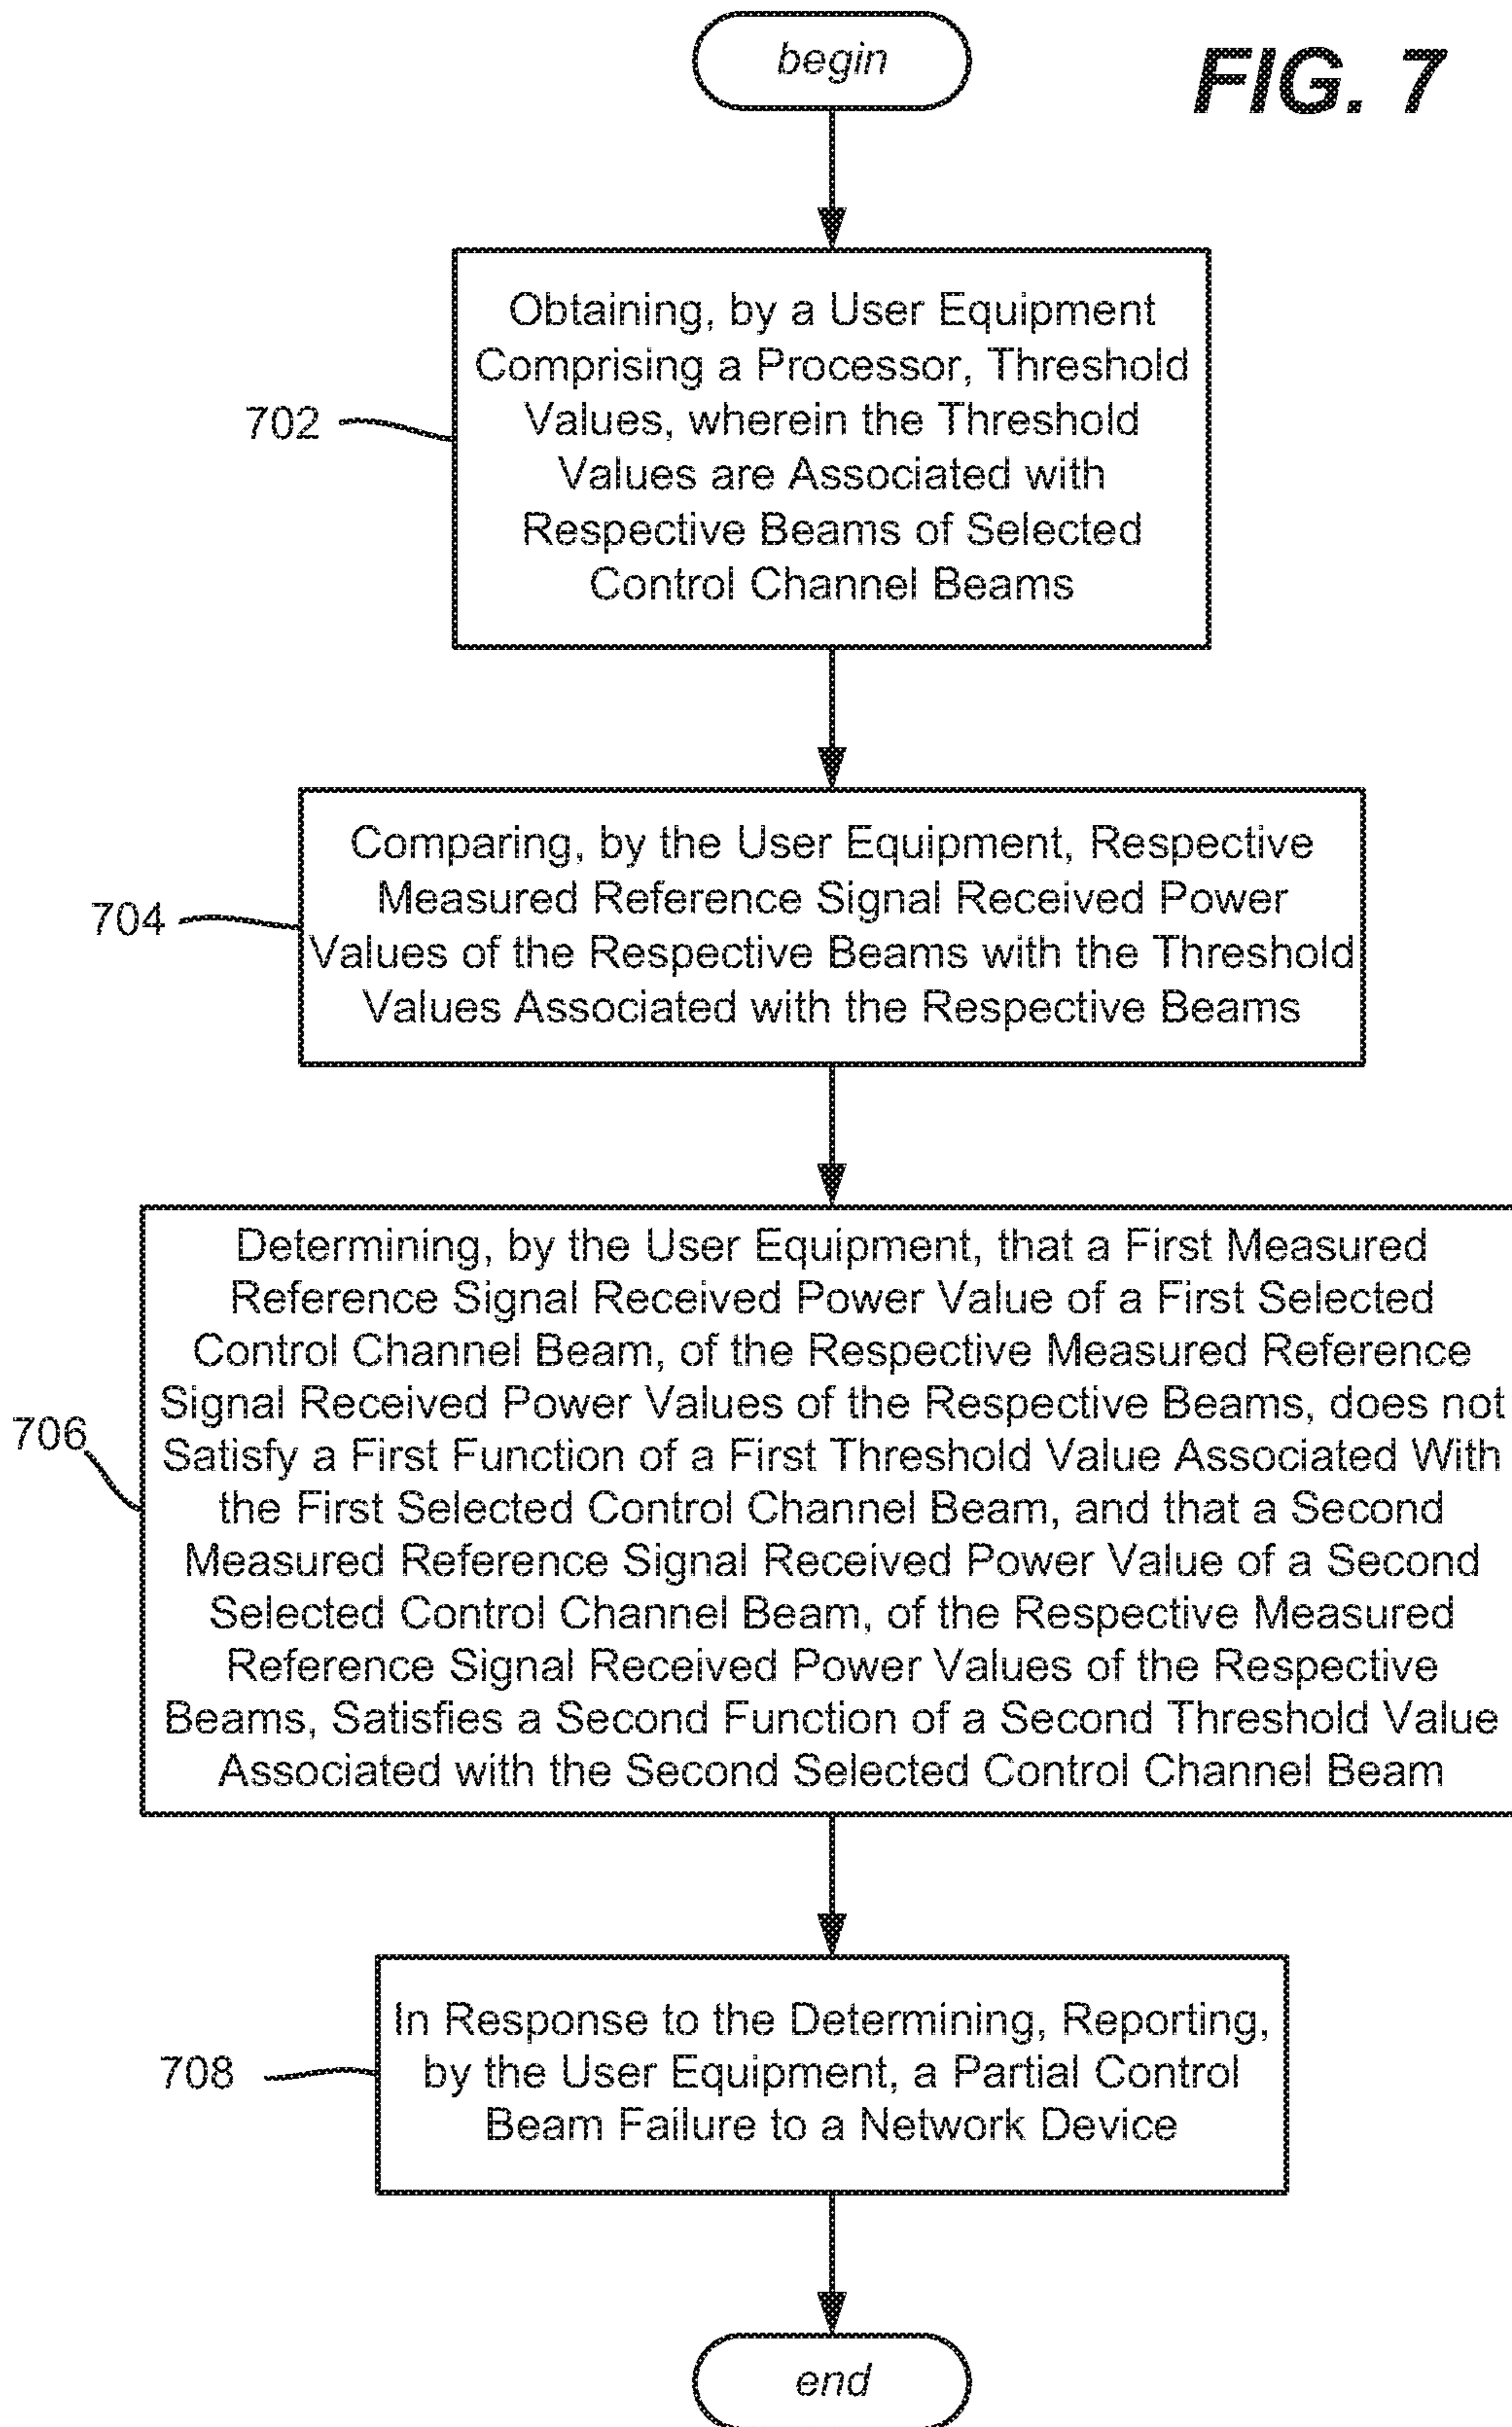 begin
FIG. 7
Obtaining, by a User Equipment
Comprising a Processor, Threshold
Values, wherein the Threshold
Values are Associated with
Respective Beams of Selected
Control Channel Beams
702
Comparing, by the User Equipment, Respective
Measured Reference Signal Received Power
Values of the Respective Beams with the Threshold
Values Associated with the Respective Beams
704
Determining, by the User Equipment, that a First Measured
Reference Signal Received Power Value of a First Selected
Control Channel Beam, of the Respective Measured Reference
Signal Received Power Values of the Respective Beams, does not
Satisfy a First Function of a First Threshold Value Associated With
the First Selected Control Channel Beam, and that a Second
Measured Reference Signal Received Power Value of a Second
Selected Control Channel Beam, of the Respective Measured
Reference Signal Received Power Values of the Respective
Beams, Satisfies a Second Function of a Second Threshold Value
Associated with the Second Selected Control Channel Beam
706
In Response to the Determining, Reporting,
by the User Equipment, a Partial Control
Beam Failure to a Network Device
708
end